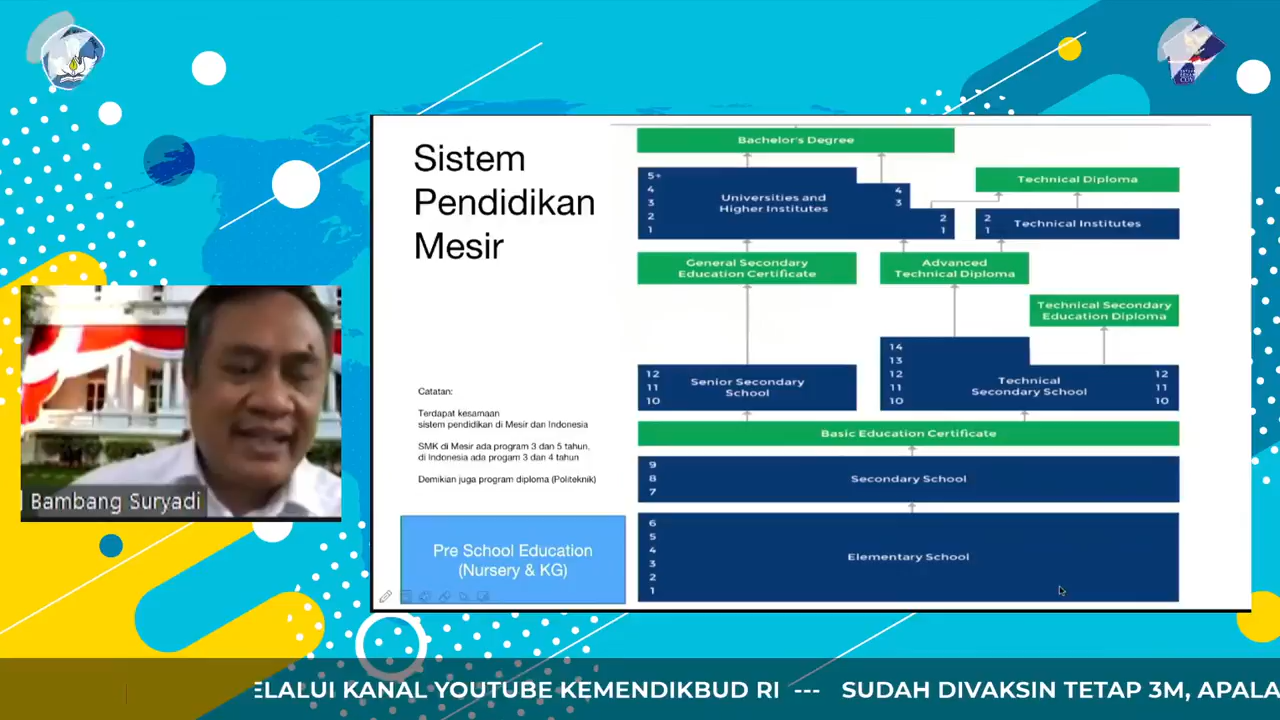 Sistem
Pendidikan
Mesir
Catatan:
Terdapat kesamaan
sistem pendidikan di Mesir dan Indonesia
SMK di Mesir ada program 3 dan 5 tahun,
di Indonesia ada progam 3 dan 4 tahun
Demikian juga program diploma (Politeknik)
Pre School Education
(Nursery & KG)
Bachelor's Degree
5+
4
3
2
1
Universities and
Higher Institutes
4
3
2
1
Technical Diploma
2
1
Technical Institutes
General Secondary
Education Certificate
Advanced
Technical Diploma
Technical Secondary
Education Diploma
12
11
10
Senior Secondary
School
14
13
12
11
10
Technical
Secondary School
12
11
10
Basic Education Certificate
9
8
7
Secondary School
6
5
4
3
2
1
Elementary School
Bambang Suryadi
ELALUI KANAL YOUTUBE KEMENDIKBUD RI --- SUDAH DIVAKSIN TETAP 3M, APALA